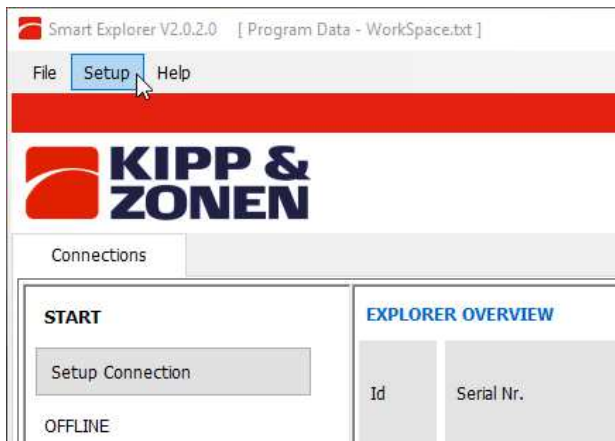 Smart Explorer V2.0.2.0 [ Program Data - WorkSpace.txt ]
File Setup Help
KIPP &
ZONEN
Connections
START
EXPLORER OVERVIEW
Setup Connection
Id Serial Nr.
OFFLINE